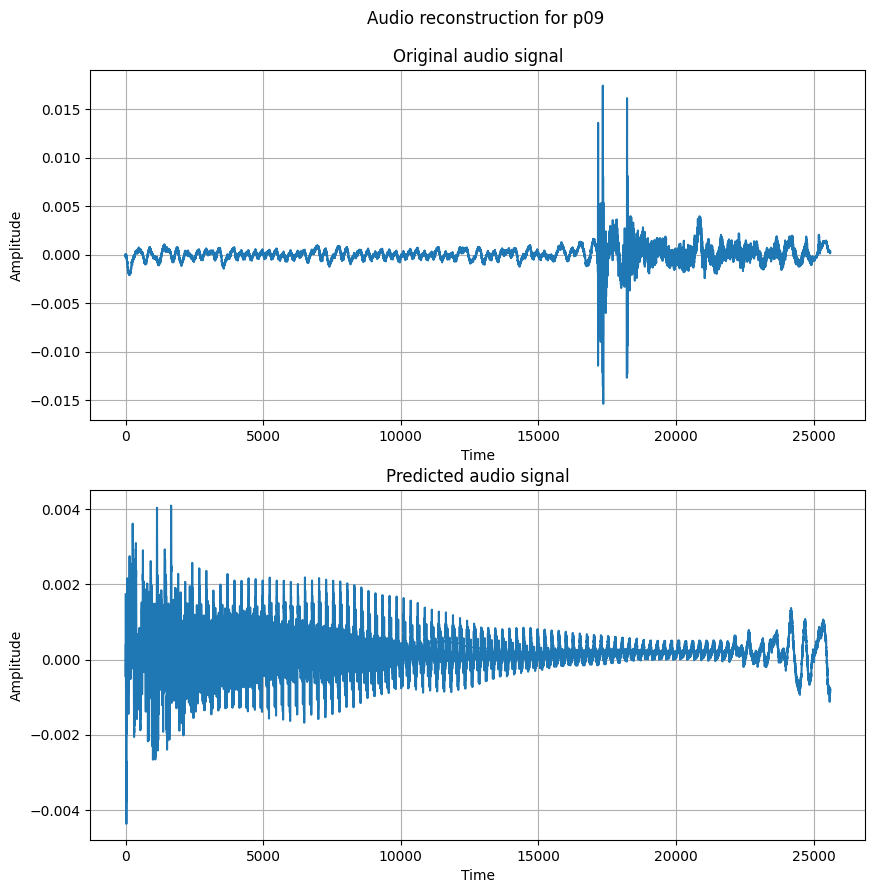 Audio reconstruction for p09
Original audio signal
0.015
0.010
0.005
0.000
−0.005
−0.010
−0.015
Amplitude
0 5000 10000 15000 20000 25000
Time
Predicted audio signal
0.004
0.002
0.000
−0.002
−0.004
Amplitude
0 5000 10000 15000 20000 25000
Time